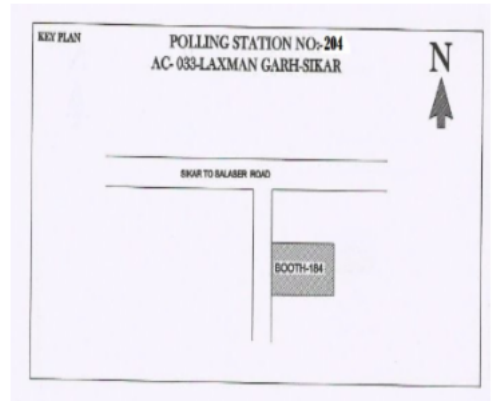 KEY PLAN
POLLING STATION NO:-204
AC- 033-LAXMAN GARH-SIKAR
N
SIKAR TO SALASER ROAD
BOOTH-184